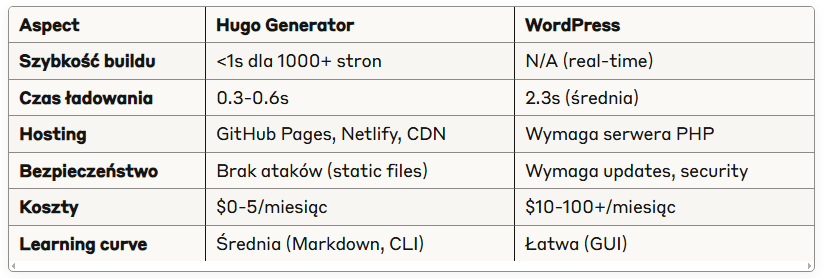 Aspect Hugo Generator WordPress
Szybkość buildu <1s dla 1000+ stron N/A (real-time)
Czas ładowania 0.3-0.6s 2.3s (średnia)
Hosting GitHub Pages, Netlify, CDN Wymaga serwera PHP
Bezpieczeństwo Brak ataków (static files) Wymaga updates, security
Koszty $0-5/miesiąc $10-100+/miesiąc
Learning curve Średnia (Markdown, CLI) Łatwa (GUI)